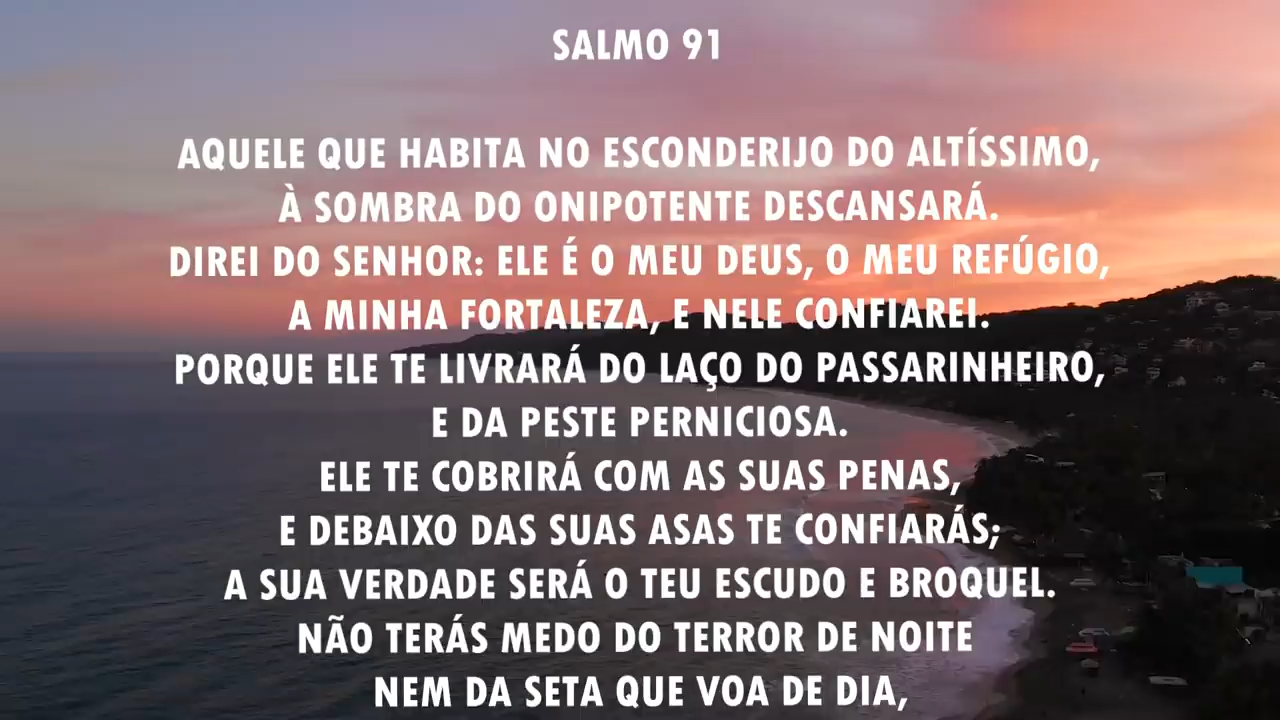 SALMO 91
AQUELE QUE HABITA NO ESCONDERIJO DO ALTÍSSIMO,
À SOMBRA DO ONIPOTENTE DESCANSARÁ.
DIREI DO SENHOR: ELE É O MEU DEUS, O MEU REFÚGIO,
A MINHA FORTALEZA, E NELE CONFIAREI.
PORQUE ELE TE LIVRARÁ DO LAÇO DO PASSARINHEIRO,
E DA PESTE PERNICIOSA.
ELE TE COBRIRÁ COM AS SUAS PENAS,
E DEBAIXO DAS SUAS ASAS TE CONFIARÁS;
A SUA VERDADE SERÁ O TEU ESCUDO E BROQUEL.
NÃO TERÁS MEDO DO TERROR DE NOITE
NEM DA SETA QUE VOA DE DIA,